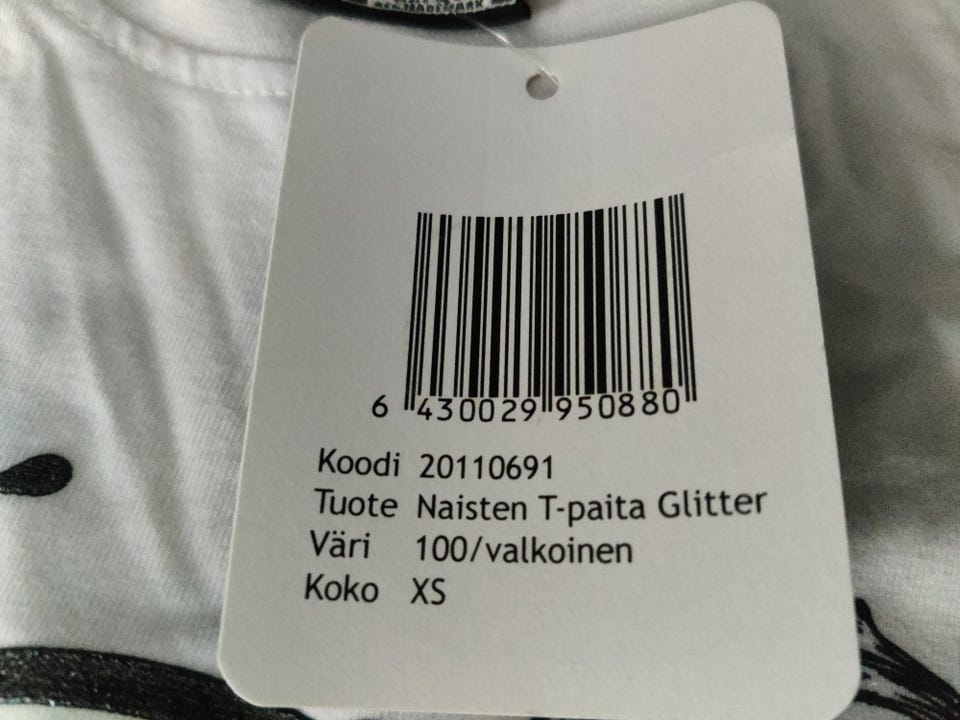 6 430029 950880
Koodi 20110691
Tuote Naisten T-paita Glitter
Väri 100/valkoinen
Koko XS